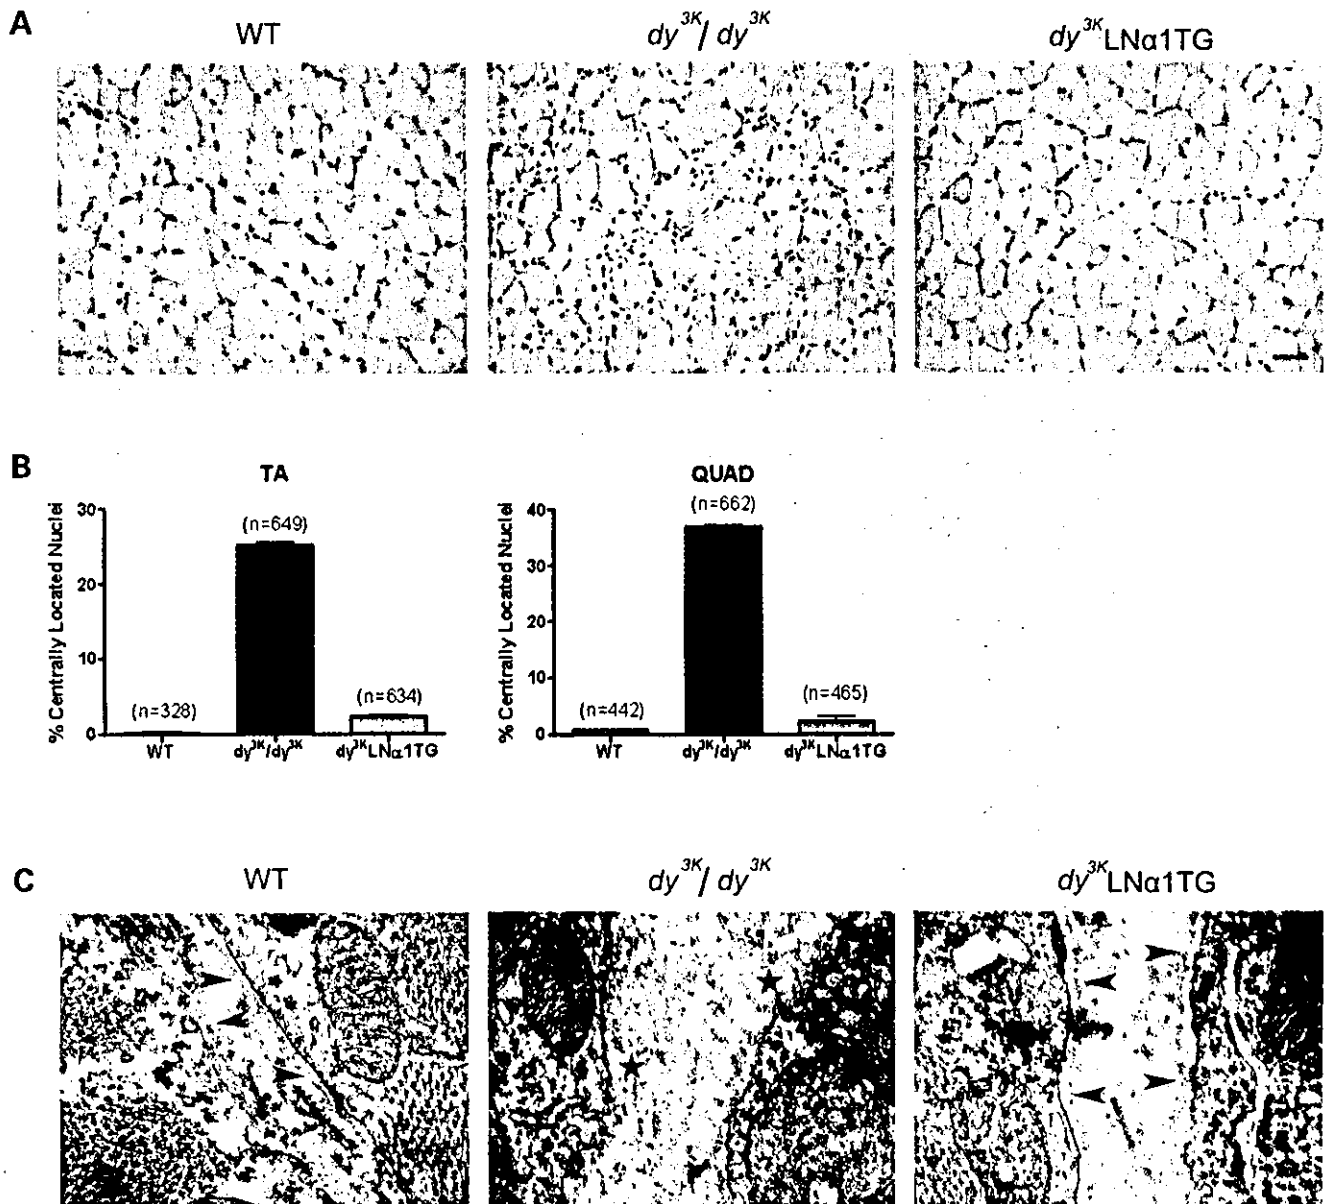 A
WT
dy3K/ dy3K
dy3KLNα1TG
B
TA
QUAD
% Centrally Located Nuclei
30
20
10
0
(n=328)
(n=649)
(n=634)
WT
dy3K/dy3K
dy3KLNα1TG
% Centrally Located Nuclei
40
30
20
10
0
(n=442)
(n=662)
(n=465)
WT
dy3K/dy3K
dy3KLNα1TG
C
WT
dy3K/ dy3K
dy3KLNα1TG